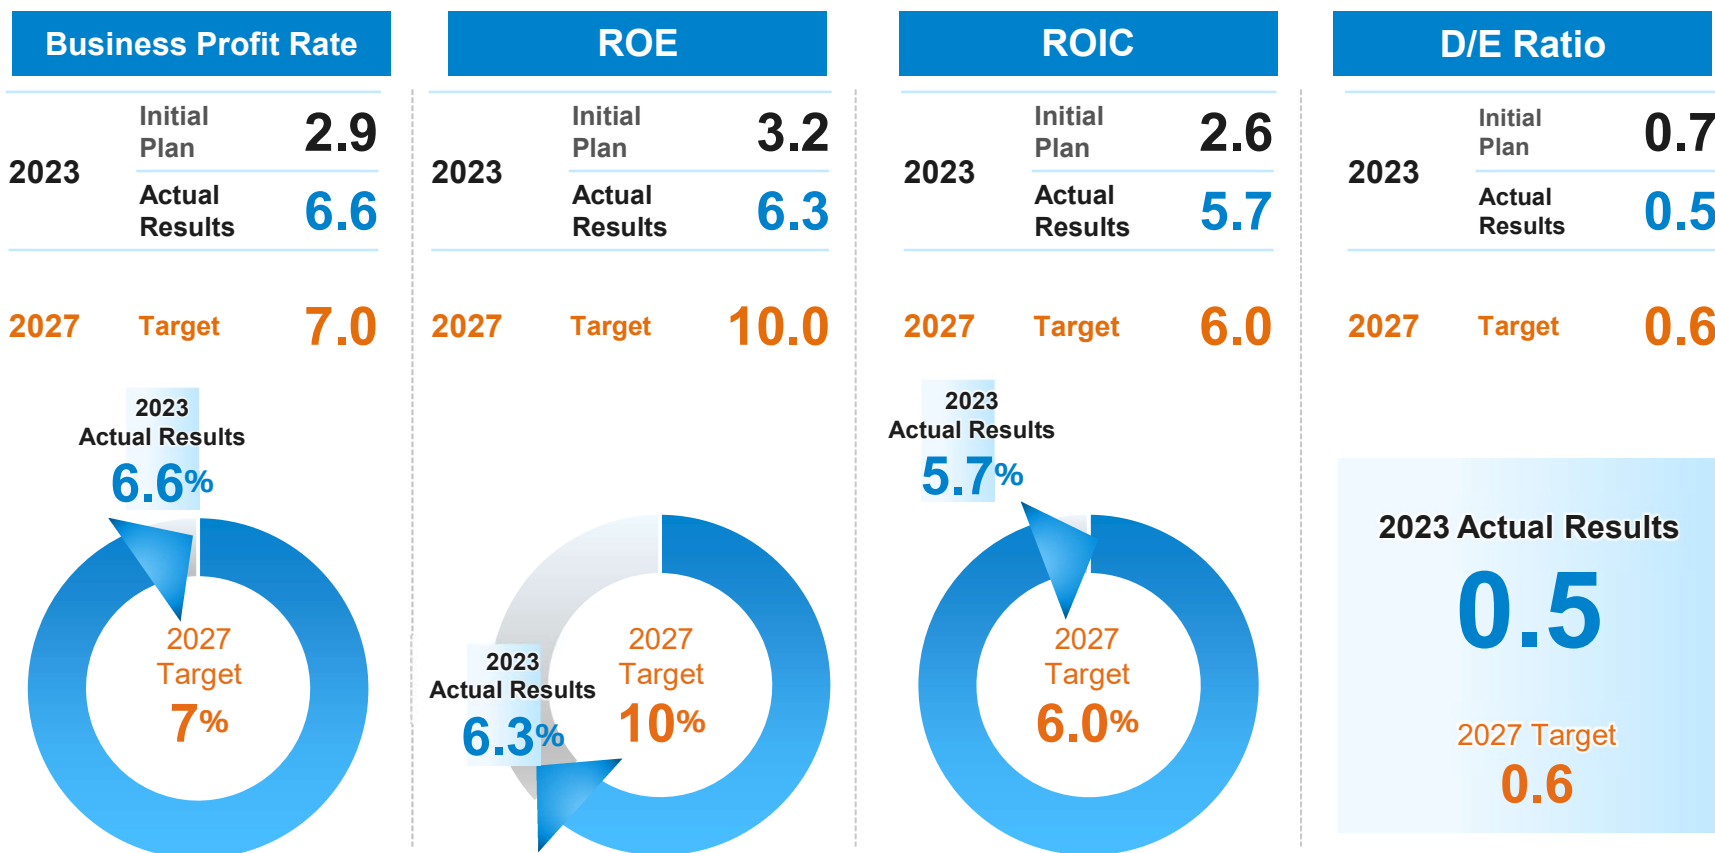 Business Profit Rate
2023
Initial
Plan
2.9
Actual
Results
6.6
2027
Target
7.0
2023
Actual Results
6.6%
2027
Target
7%
ROE
2023
Initial
Plan
3.2
Actual
Results
6.3
2027
Target
10.0
2023
Actual Results
6.3%
2027
Target
10%
ROIC
2023
Initial
Plan
2.6
Actual
Results
5.7
2027
Target
6.0
2023
Actual Results
5.7%
2027
Target
6.0%
D/E Ratio
2023
Initial
Plan
0.7
Actual
Results
0.5
2027
Target
0.6
2023 Actual Results
0.5
2027 Target
0.6